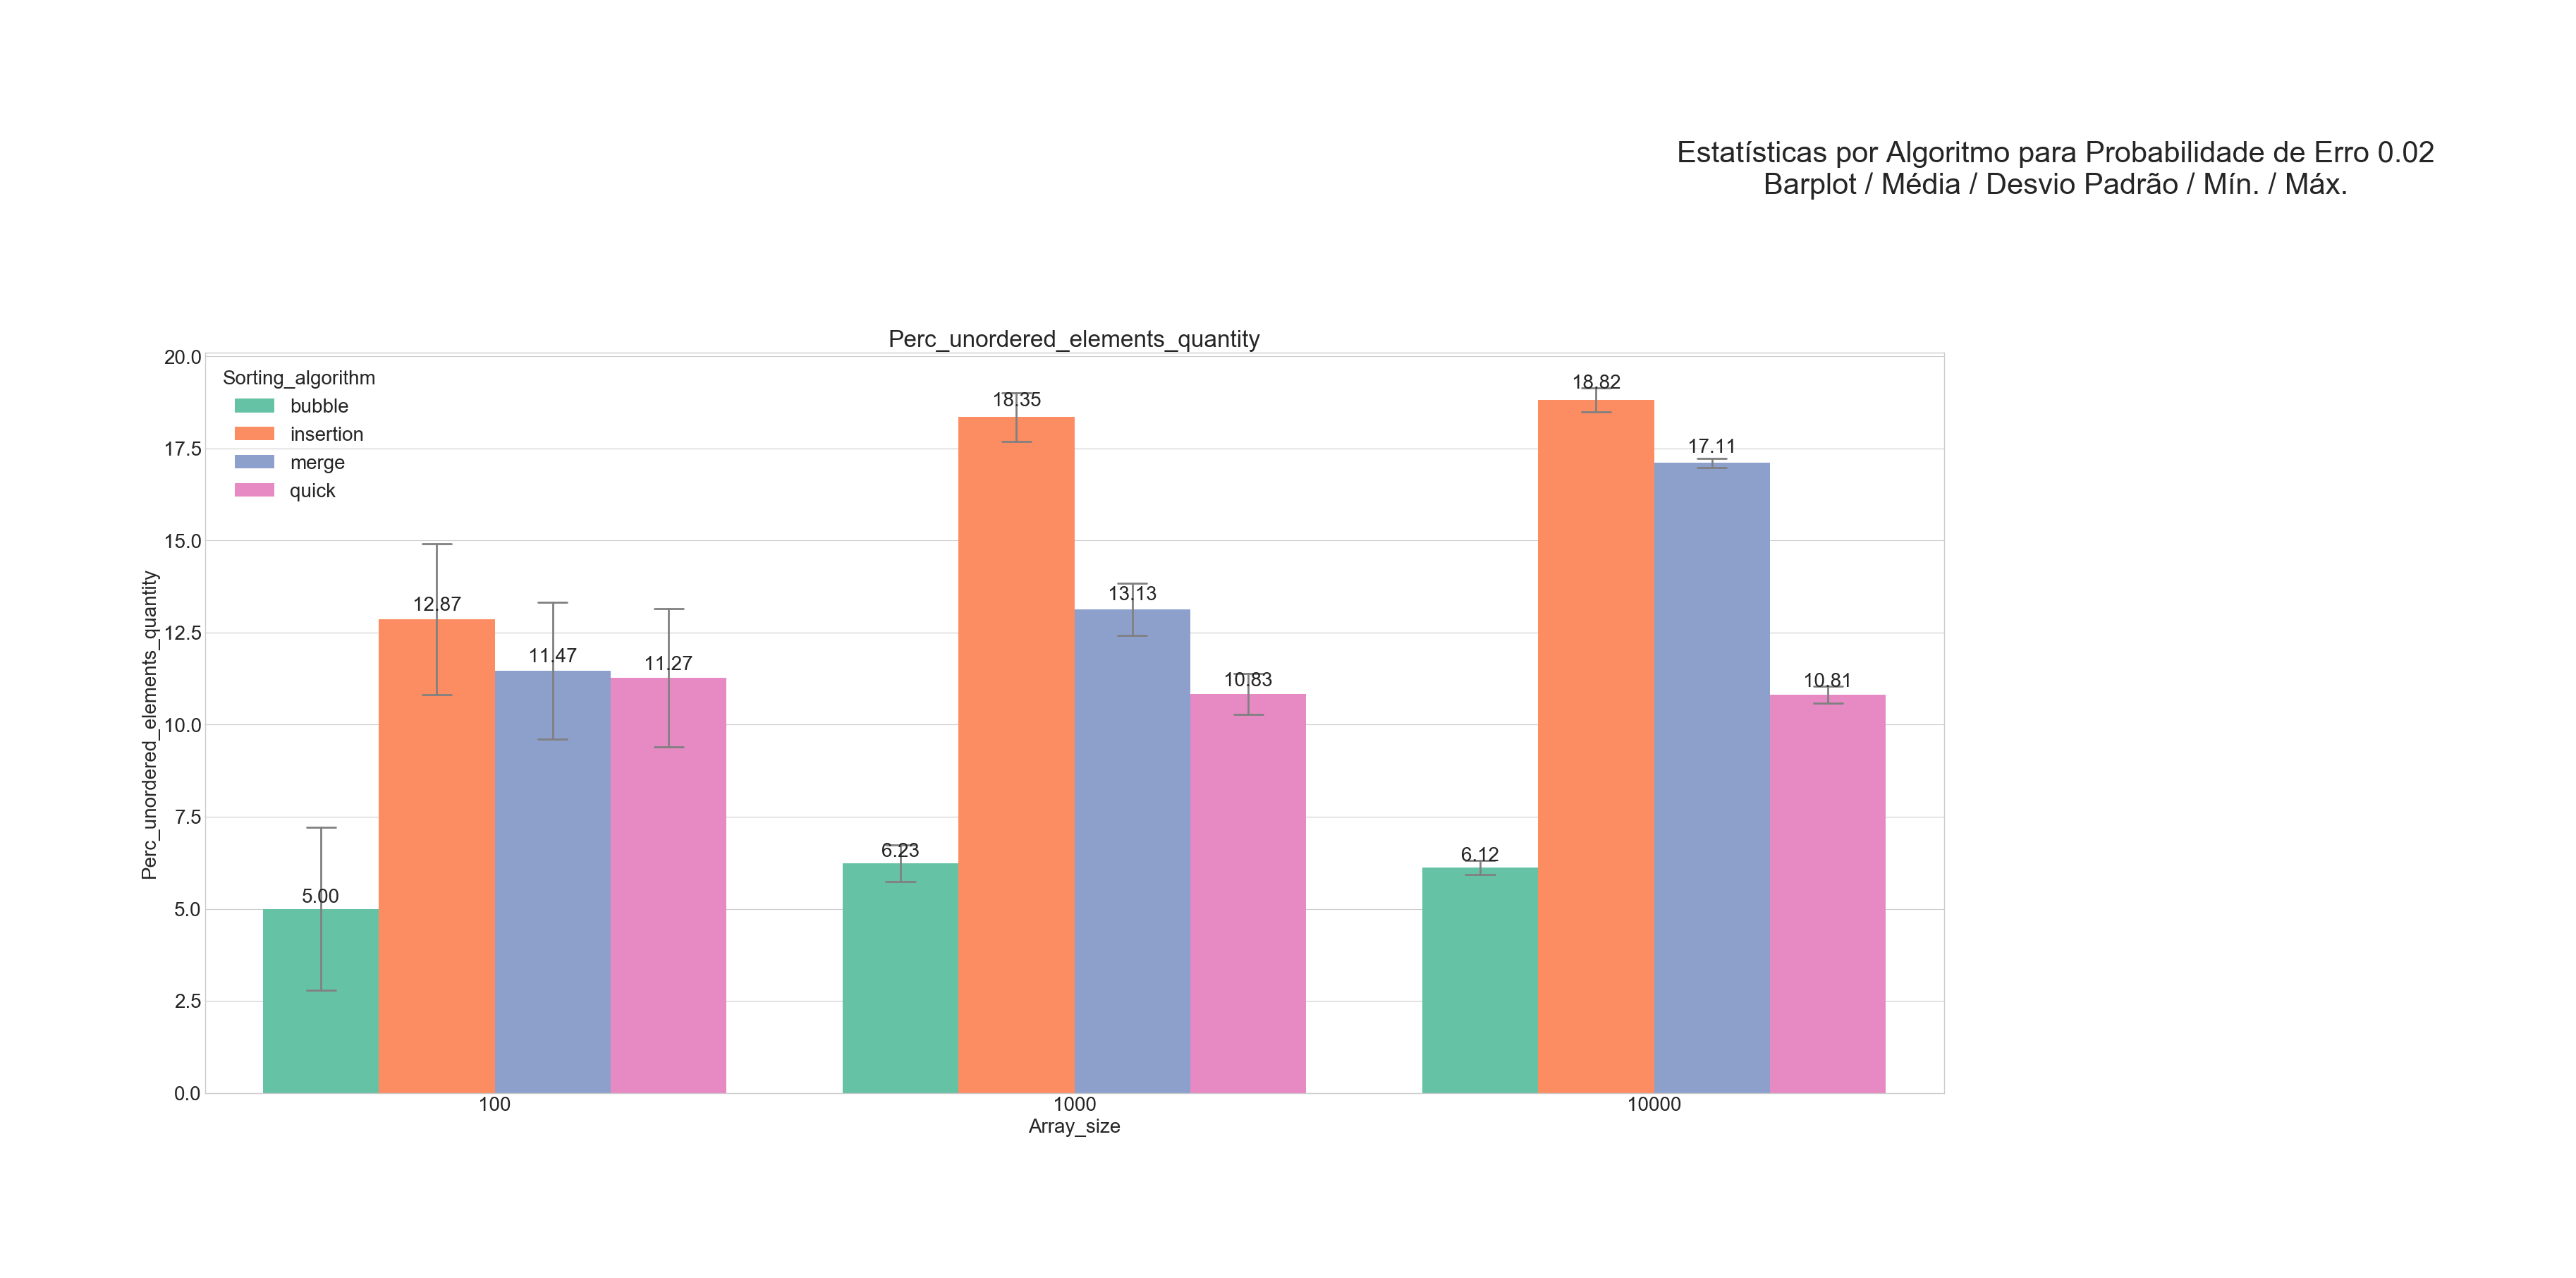 Estatísticas por Algoritmo para Probabilidade de Erro 0.02
Barplot / Média / Desvio Padrão / Mín. / Máx.
Perc_unordered_elements_quantity
Perc_unordered_elements_quantity
20.0
17.5
15.0
12.5
10.0
7.5
5.0
2.5
0.0
Sorting_algorithm
bubble
insertion
merge
quick
5.00
12.87
11.47
11.27
6.23
18.35
13.13
10.83
6.12
18.82
17.11
10.81
100
1000
10000
Array_size